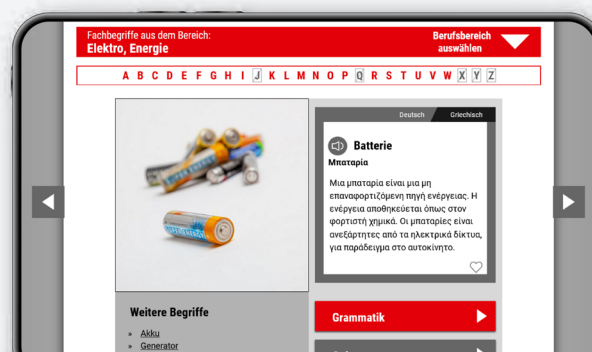 Fachbegriffe aus dem Bereich:
Elektro, Energie
Berufsbereich
auswählen
A B C D E F G H I J K L M N O P Q R S T U V W X Y Z
Deutsch
Griechisch
Batterie
Μπαταρία
Μια μπαταρία είναι μια μη
επαναφορτιζόμενη πηγή ενέργειας. Η
ενέργεια αποθηκεύεται όπως στον
φορτιστή χημικά. Οι μπαταρίες είναι
ανεξάρτητες από τα ηλεκτρικά δίκτυα,
για παράδειγμα στο αυτοκίνητο.
Weitere Begriffe
» Akku
» Generator
Grammatik